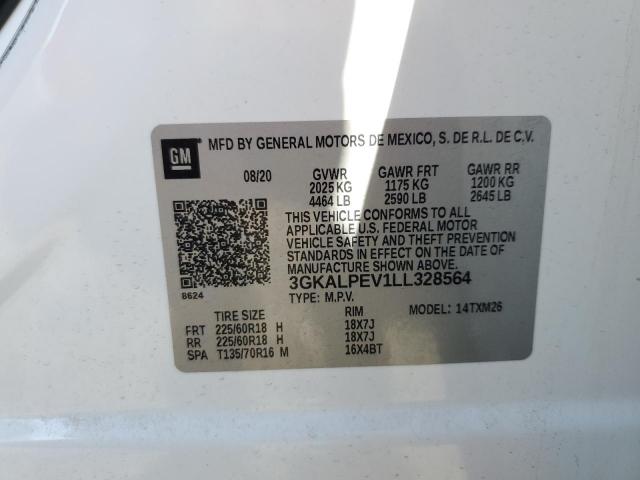 GM
MFD BY GENERAL MOTORS DE MEXICO, S. DE R.L. DE C.V.
08/20 GVWR GAWR FRT GAWR RR
2025 KG 1175 KG 1200 KG
4464 LB 2590 LB 2645 LB
THIS VEHICLE CONFORMS TO ALL
APPLICABLE U.S. FEDERAL MOTOR
VEHICLE SAFETY AND THEFT PREVENTION
STANDARDS IN EFFECT ON THE DATE OF
MANUFACTURE SHOWN ABOVE.
8624
3GKALPEV1LL328564
TYPE: M.P.V. MODEL: 14TXM26
TIRE SIZE RIM
FRT 225/60R18 H 18X7J
RR 225/60R18 H 18X7J
SPA T135/70R16 M 16X4BT